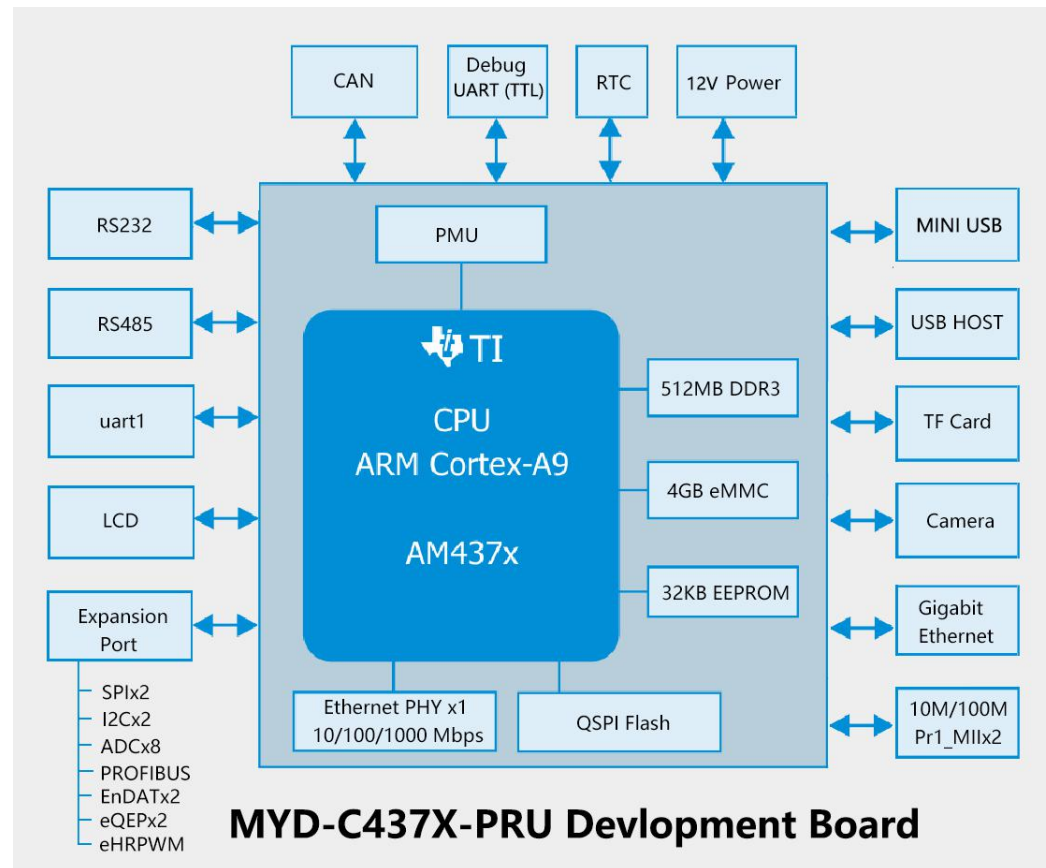 CAN
Debug
UART (TTL)
RTC
12V Power
RS232
RS485
uart1
LCD
Expansion
Port
SPIx2
I2Cx2
ADCx8
PROFIBUS
EnDATx2
eQEPx2
eHRPWM
PMU
TI
CPU
ARM Cortex-A9
AM437x
512MB DDR3
4GB eMMC
32KB EEPROM
Ethernet PHY x1
10/100/1000 Mbps
QSPI Flash
MINI USB
USB HOST
TF Card
Camera
Gigabit
Ethernet
10M/100M
Pr1_MIIx2
MYD-C437X-PRU Devlopment Board